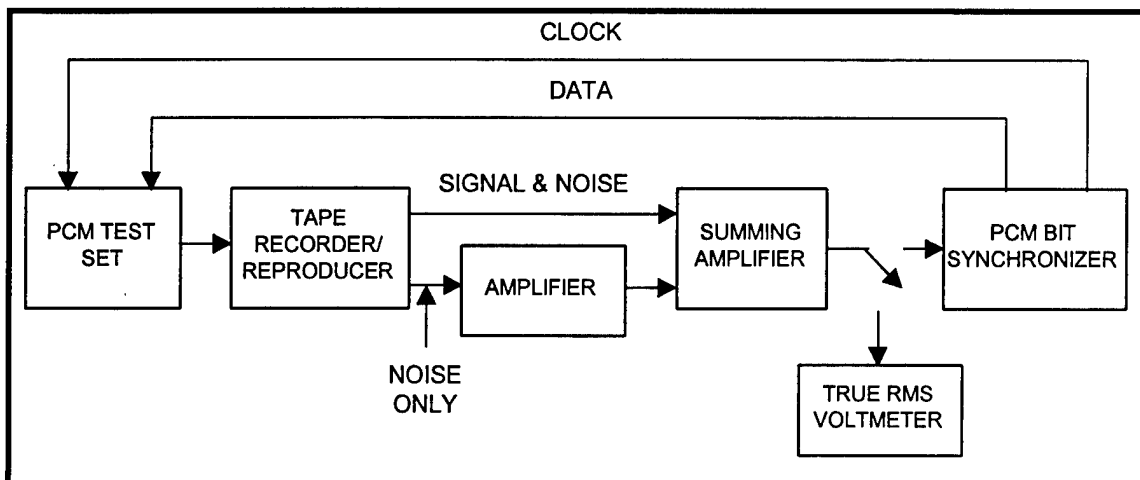 CLOCK
DATA
SIGNAL & NOISE
PCM TEST
SET
TAPE
RECORDER/
REPRODUCER
AMPLIFIER
NOISE
ONLY
SUMMING
AMPLIFIER
PCM BIT
SYNCHRONIZER
TRUE RMS
VOLTMETER